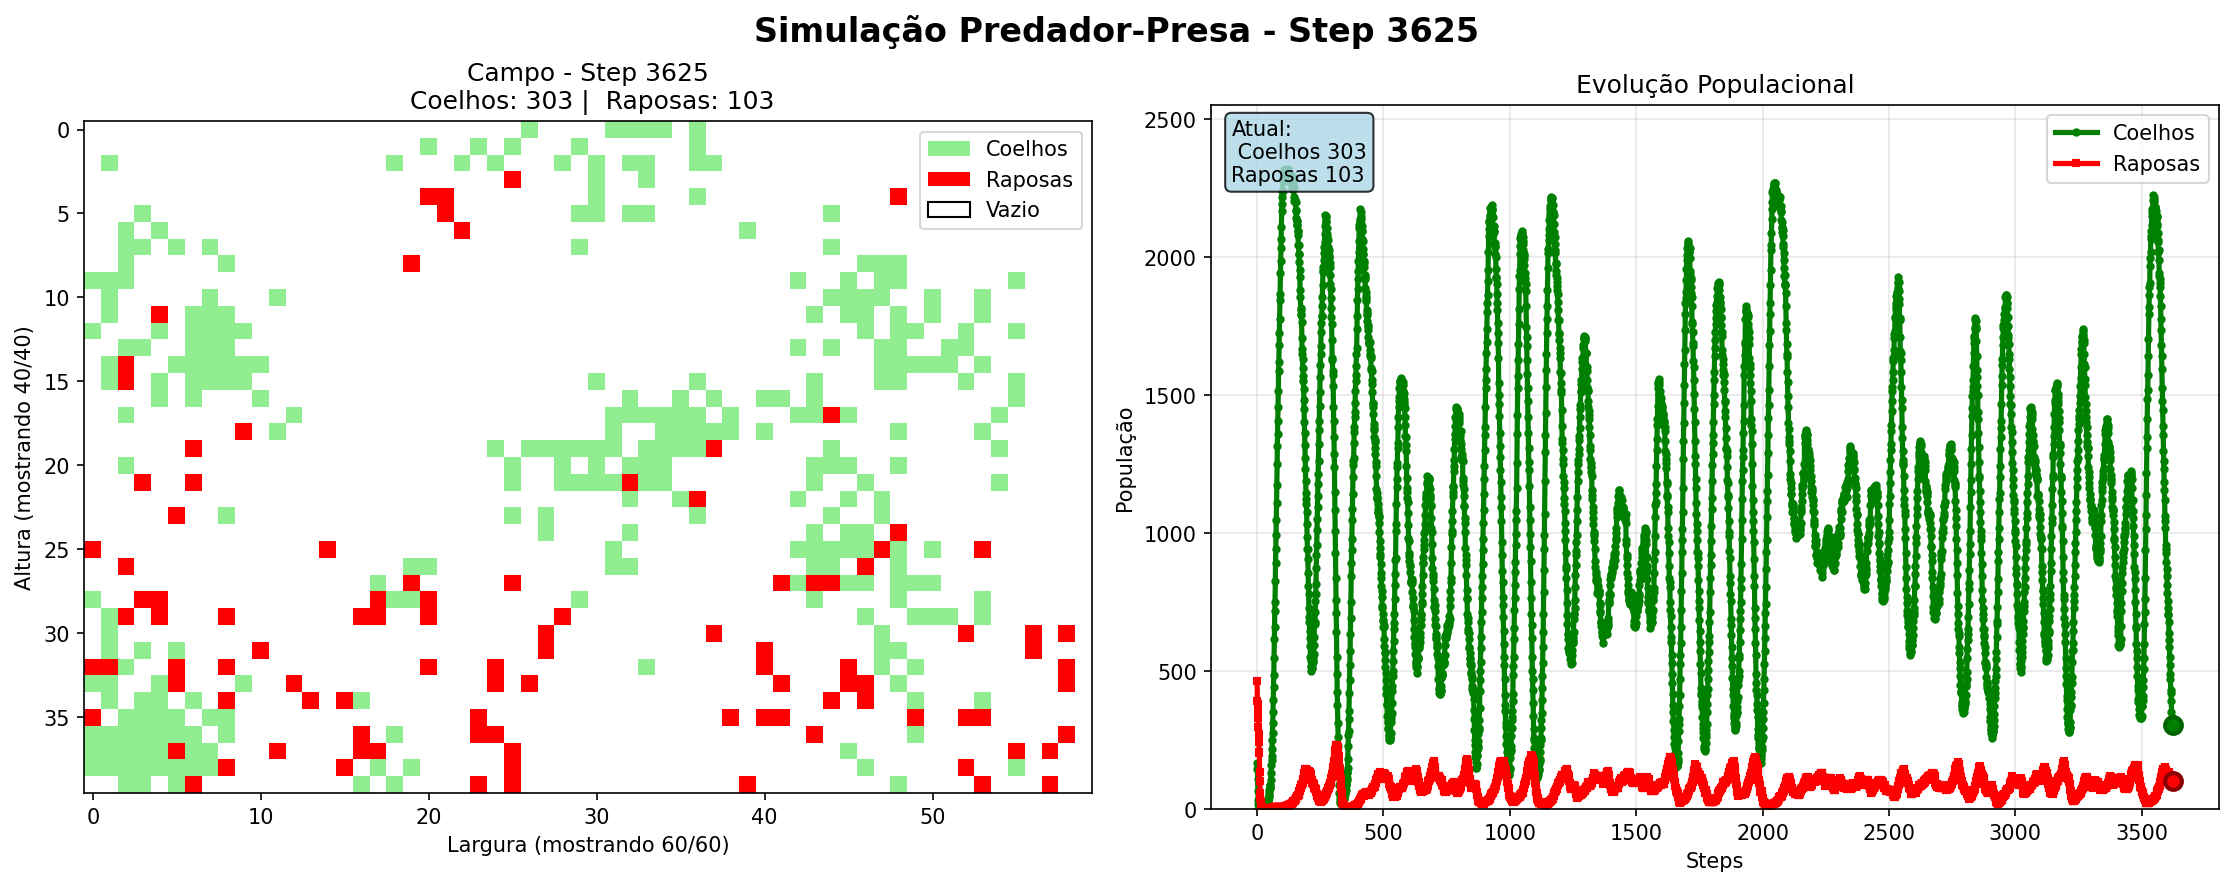 Simulação Predador-Presa - Step 3625
Campo - Step 3625
Coelhos: 303 |  Raposas: 103
Coelhos
Raposas
Vazio
0
5
10
15
20
25
30
35
Altura (mostrando 40/40)
0
10
20
30
40
50
Largura (mostrando 60/60)
Evolução Populacional
Atual:
Coelhos 303
Raposas 103
Coelhos
Raposas
2500
2000
1500
1000
500
0
População
0
500
1000
1500
2000
2500
3000
3500
Steps